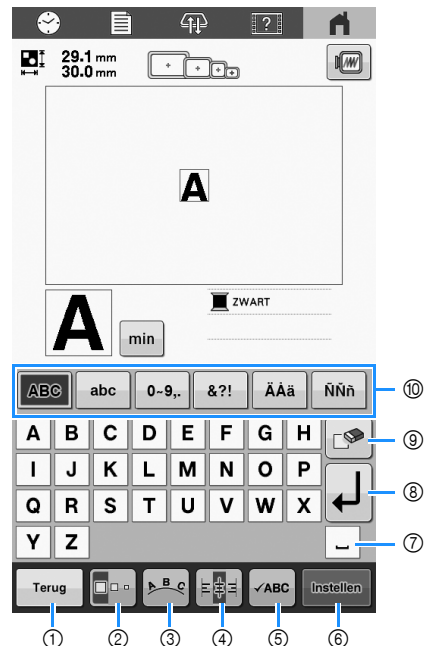 ?
29.1 mm
30.0 mm
A
A
min
ZWART
ABC abc 0~9,. &?! ÄÅä ÑÑñ ⑩
A B C D E F G H ⑨
I J K L M N O P
Q R S T U V W X ⑧
Y Z ⑦
Terug A B C ✓ABC Instellen
① ② ③ ④ ⑤ ⑥